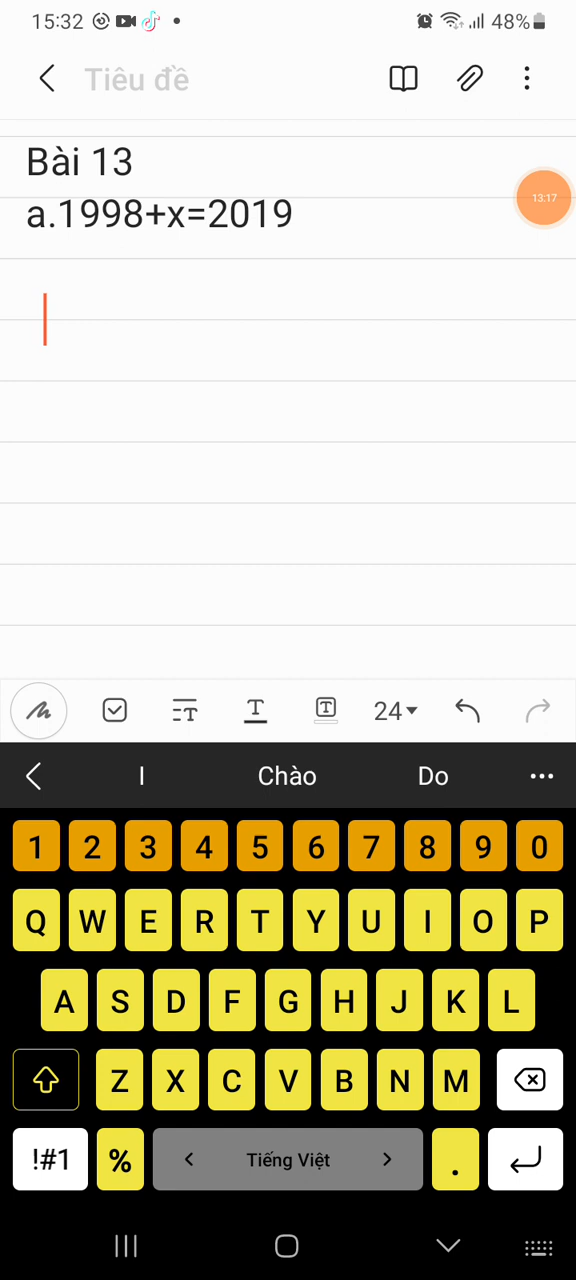 15:32 48%
Tiêu đề
Bài 13
a.1998+x=2019
13:17
T T T 24
I Chào Do
1 2 3 4 5 6 7 8 9 0
Q W E R T Y U I O P
A S D F G H J K L
Z X C V B N M
!#1 % < Tiếng Việt > .